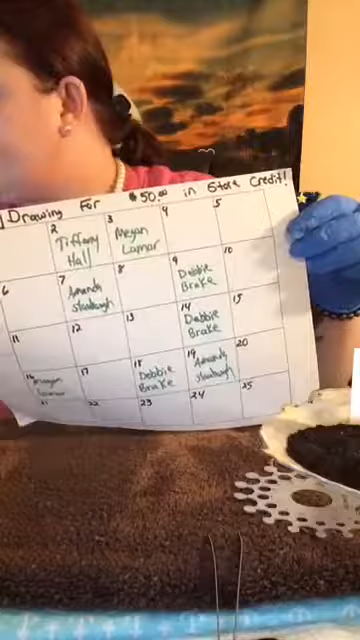 Drawing For $50.00 in Store Credit!
2 3 4 5
Tiffany Hall
Megan Lamar
6 7 8 9 10
Amanda
Debbie Brake
11 12 13 14 15
Debbie Brake
16 17 18 19 20
Megan Lamar
Debbie Brake
Amanda
21 22 23 24 25